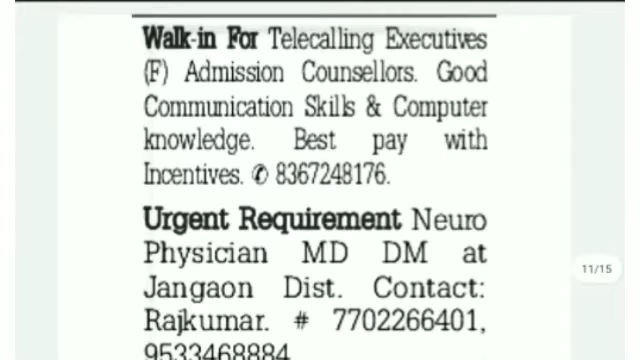 Walk-in For Telecalling Executives
(F) Admission Counsellors. Good
Communication Skills & Computer
knowledge. Best pay with
Incentives. ✆ 8367248176.
Urgent Requirement Neuro
Physician MD DM at
Jangaon Dist. Contact:
Rajkumar. # 7702266401,
9533468884
11/15